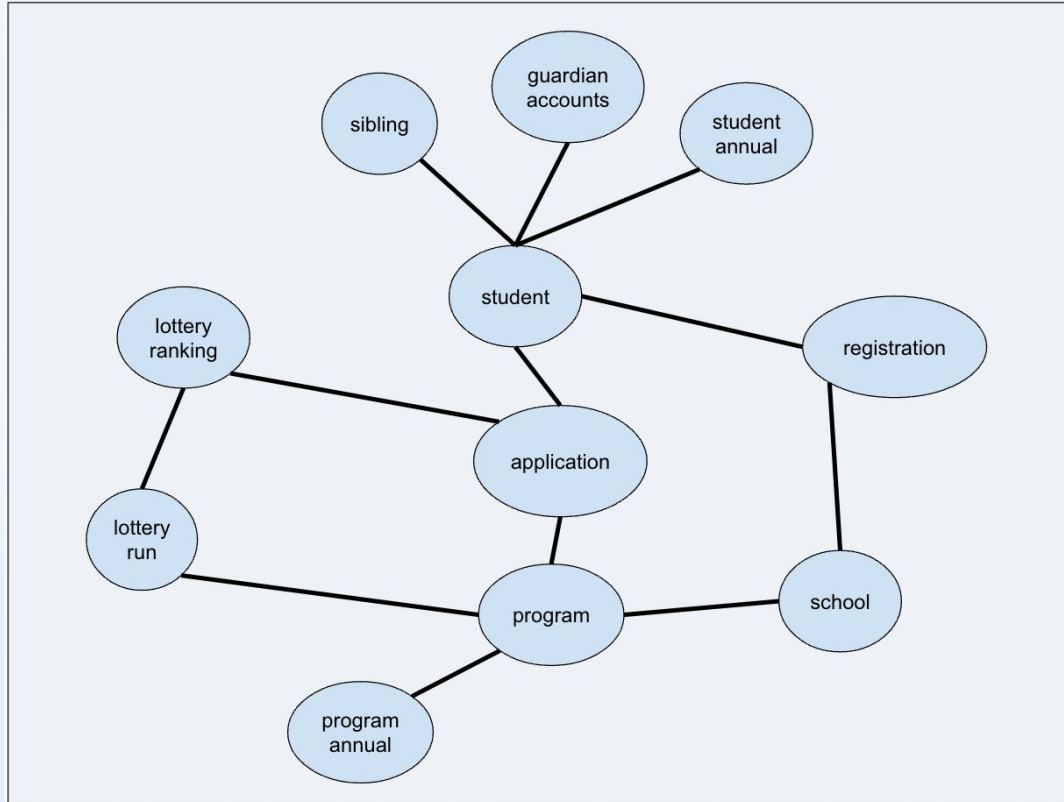 guardian
accounts
sibling
student
annual
student
lottery
ranking
registration
application
lottery
run
school
program
program
annual